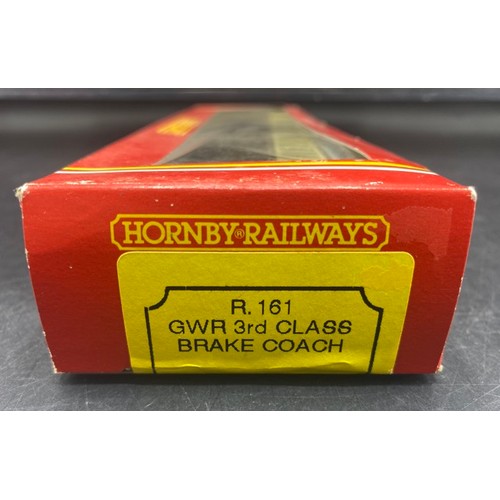 HORNBY®RAILWAYS
R. 161
GWR 3rd CLASS
BRAKE COACH